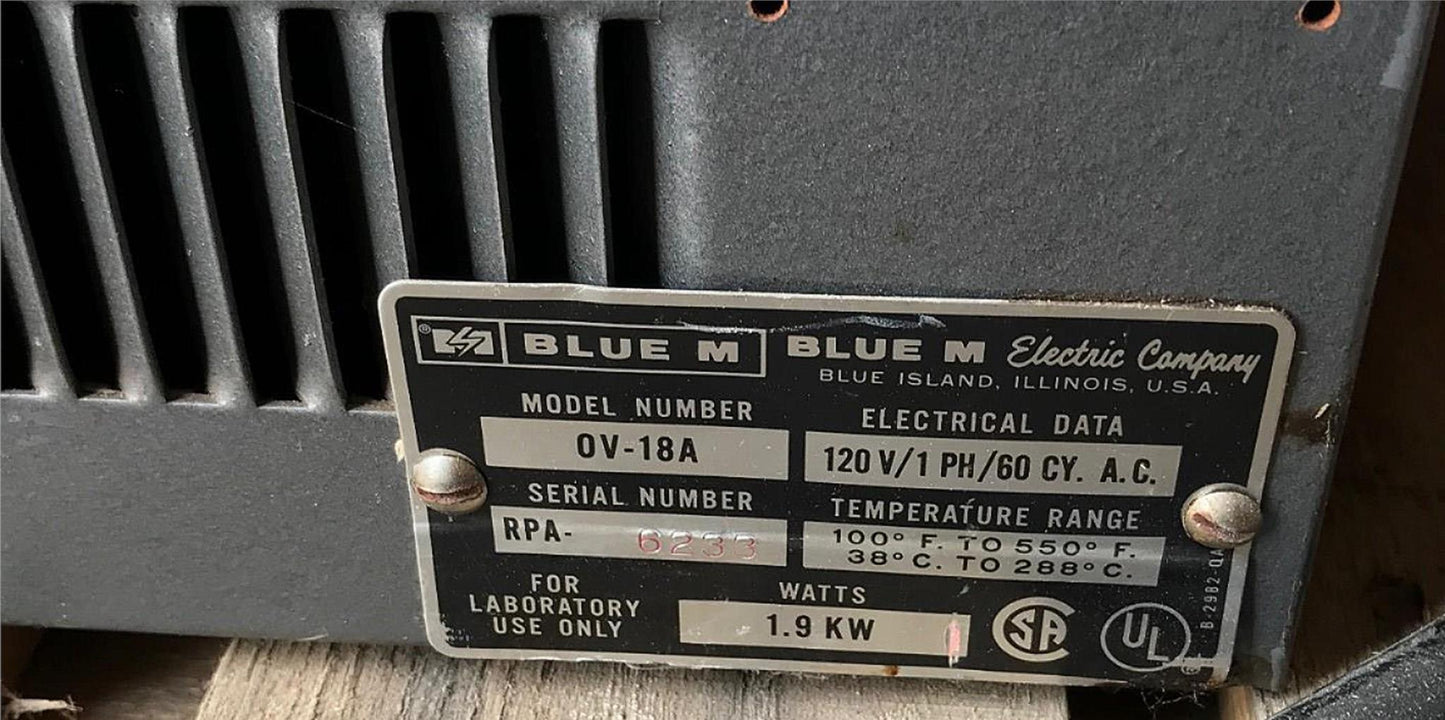 ® BLUE M BLUE M Electric Company
BLUE ISLAND, ILLINOIS, U.S.A.
MODEL NUMBER
OV-18A
ELECTRICAL DATA
120 V/1 PH/60 CY. A.C.
SERIAL NUMBER
RPA- 6233
TEMPERATURE RANGE
100° F. TO 550° F.
38° C. TO 288° C.
FOR
LABORATORY
USE ONLY
WATTS
1.9 KW
SA
UL